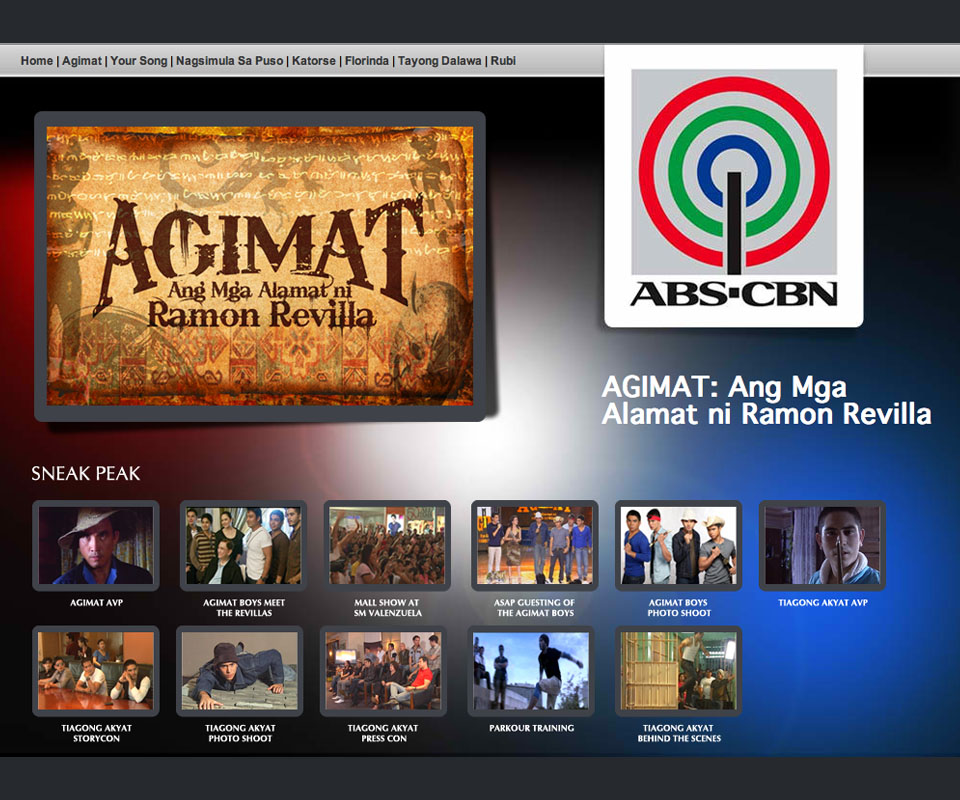 Home | Agimat | Your Song | Nagsimula Sa Puso | Katorse | Florinda | Tayong Dalawa | Rubi
AGIMAT
Ang Mga Alamat ni
Ramon Revilla
ABS-CBN
AGIMAT: Ang Mga
Alamat ni Ramon Revilla
SNEAK PEAK
AGIMAT AVP
AGIMAT BOYS MEET
THE REVILLAS
MALL SHOW AT
SM VALENZUELA
ASAP GUESTING OF
THE AGIMAT BOYS
AGIMAT BOYS
PHOTO SHOOT
TIAGONG AKYAT AVP
TIAGONG AKYAT
STORYCON
TIAGONG AKYAT
PHOTO SHOOT
TIAGONG AKYAT
PRESS CON
PARKOUR TRAINING
TIAGONG AKYAT
BEHIND THE SCENES